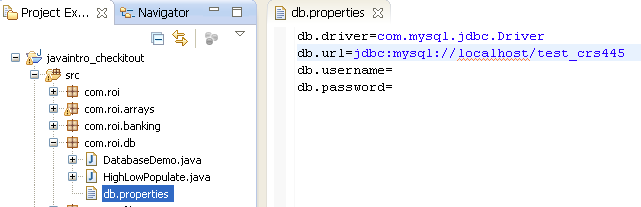 Project Ex...
Navigator
javaintro_checkitout
src
com.roi
com.roi.arrays
com.roi.banking
com.roi.db
DatabaseDemo.java
HighLowPopulate.java
db.properties
db.properties
db.driver=com.mysql.jdbc.Driver
db.url=jdbc:mysql://localhost/test_crs445
db.username=
db.password=